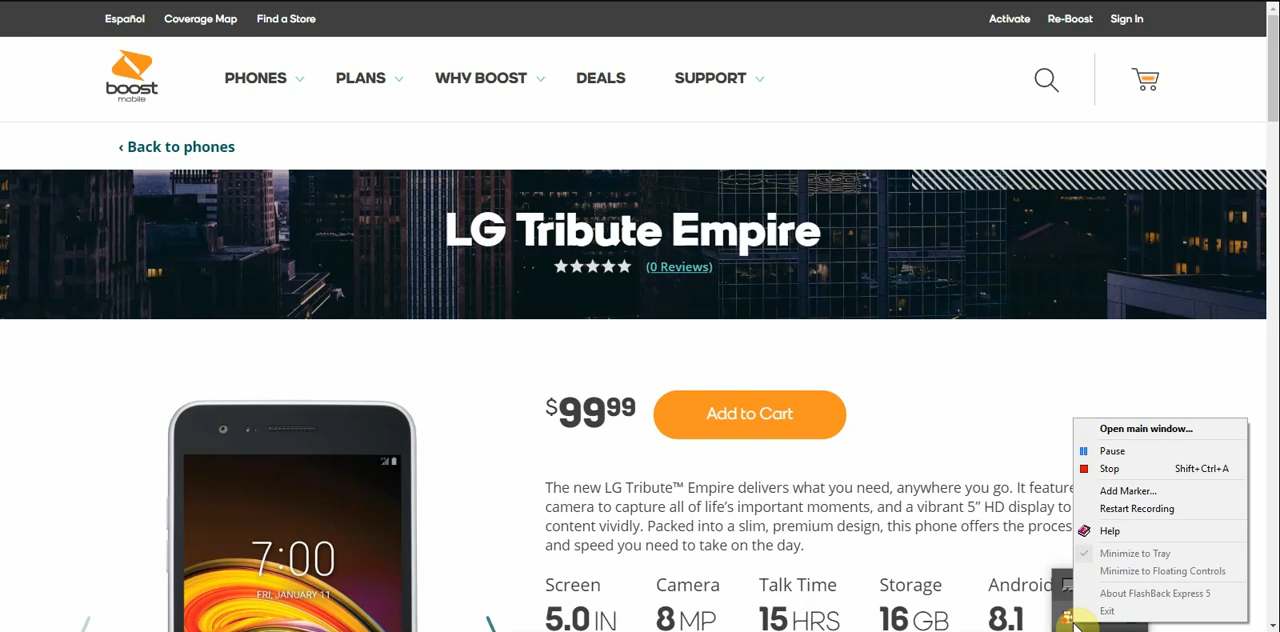 Español Coverage Map Find a Store Activate Re-Boost Sign In
boost
mobile
PHONES PLANS WHY BOOST DEALS SUPPORT
‹ Back to phones
LG Tribute Empire
(0 Reviews)
$99 99 Add to Cart
The new LG Tribute™ Empire delivers what you need, anywhere you go. It feature
camera to capture all of life's important moments, and a vibrant 5" HD display to
content vividly. Packed into a slim, premium design, this phone offers the proces
and speed you need to take on the day.
Screen Camera Talk Time Storage Android
5.0 IN 8 MP 15 HRS 16 GB 8.1
7:00
FRI, JANUARY 11
Open main window...
Pause
Stop Shift+Ctrl+A
Add Marker...
Restart Recording
Help
Minimize to Tray
Minimize to Floating Controls
About FlashBack Express 5
Exit